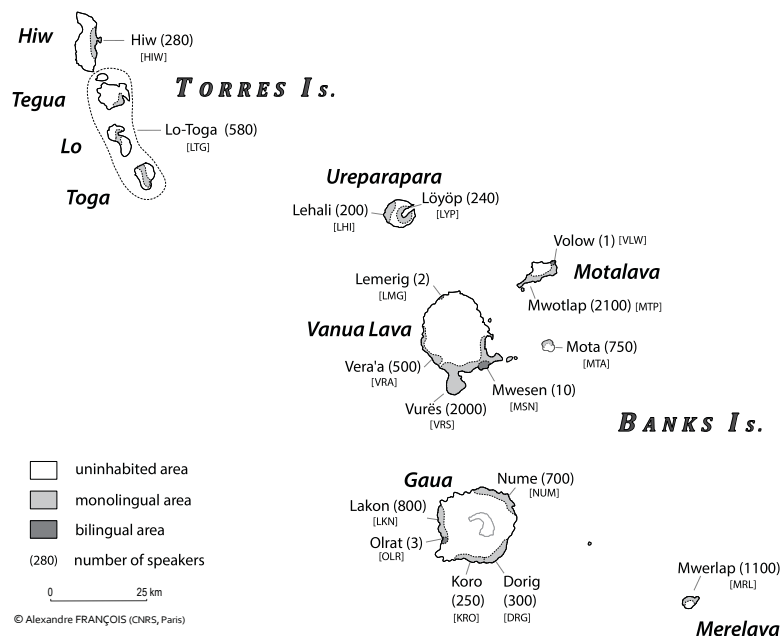 Hiw
Hiw (280)
[HIW]
TORRES IS.
Tegua
Lo-Toga (580)
[LTG]
Lo
Toga
Ureparapara
Löyöp (240)
[LYP]
Lehali (200)
[LHI]
Volow (1) [VLW]
Motalava
Lemerig (2)
[LMG]
Mwotlap (2100) [MTP]
Vanua Lava
Mota (750)
[MTA]
Vera'a (500)
[VRA]
Mwesen (10)
[MSN]
Vurës (2000)
[VRS]
BANKS IS.
Gaua
Nume (700)
[NUM]
Lakon (800)
[LKN]
Olrat (3)
[OLR]
Koro
(250)
[KRO]
Dorig
(300)
[DRG]
Mwerlap (1100)
[MRL]
Merelava
uninhabited area
monolingual area
bilingual area
(280) number of speakers
0 25 km
© Alexandre FRANÇOIS (CNRS, Paris)